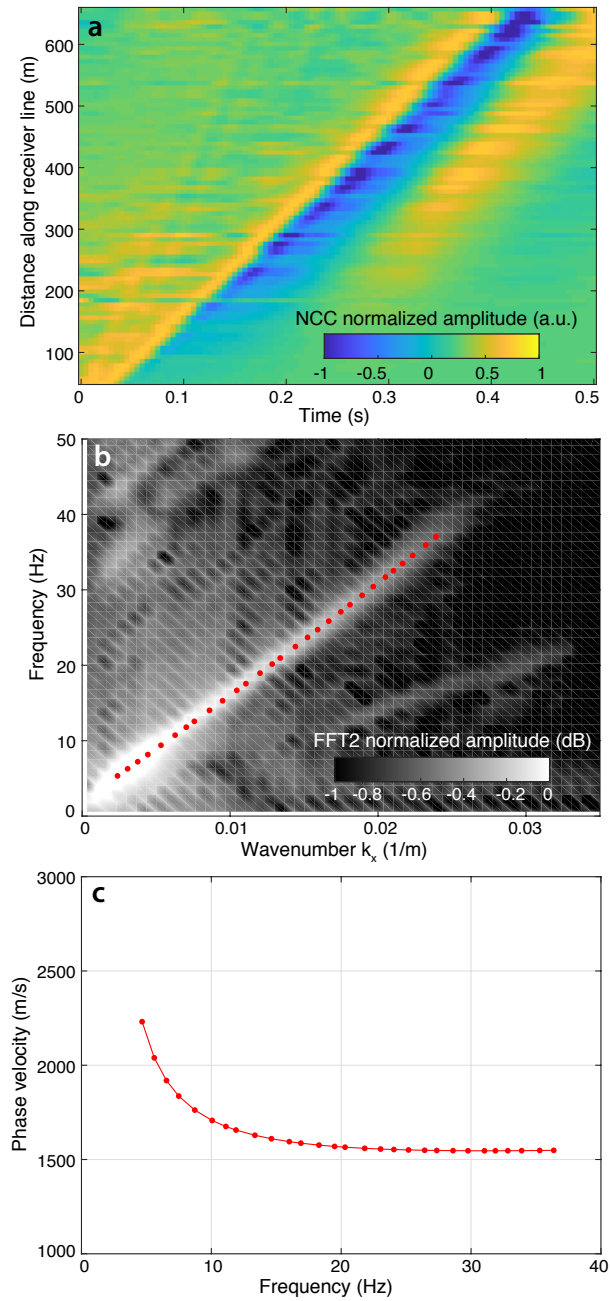 a
600
500
400
300
200
100
Distance along receiver line (m)
NCC normalized amplitude (a.u.)
-1 -0.5 0 0.5 1
0 0.1 0.2 0.3 0.4 0.5
Time (s)
b
50
40
30
20
10
0
Frequency (Hz)
FFT2 normalized amplitude (dB)
-1 -0.8 -0.6 -0.4 -0.2 0
0 0.01 0.02 0.03
Wavenumber kₓ (1/m)
c
3000
2500
2000
1500
1000
Phase velocity (m/s)
0 10 20 30 40
Frequency (Hz)